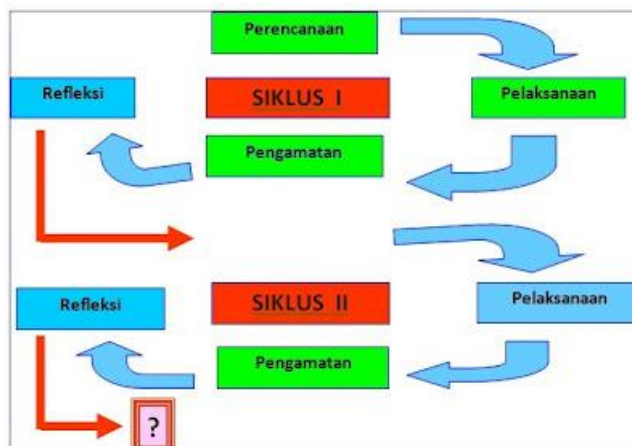 Perencanaan
Refleksi
SIKLUS I
Pelaksanaan
Pengamatan
Refleksi
SIKLUS II
Pelaksanaan
Pengamatan
?